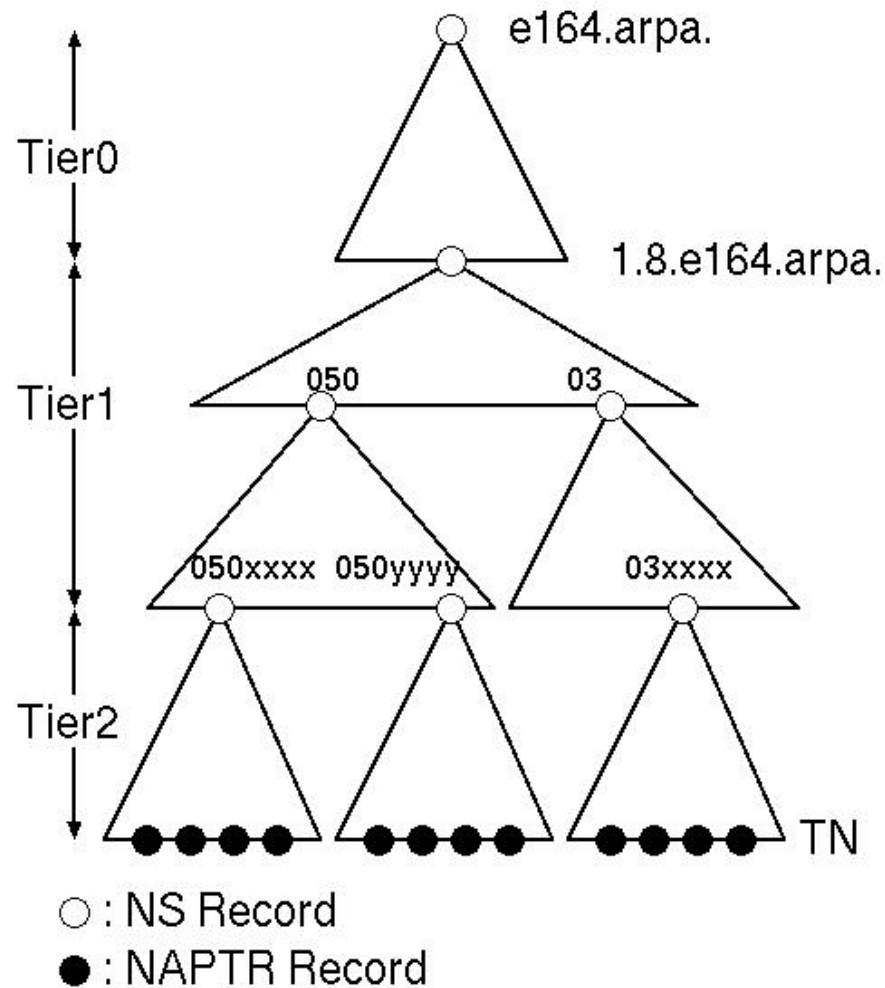 e164.arpa.
Tier0
1.8.e164.arpa.
050 03
Tier1
050xxxx 050yyyy 03xxxx
Tier2
TN
: NS Record
: NAPTR Record